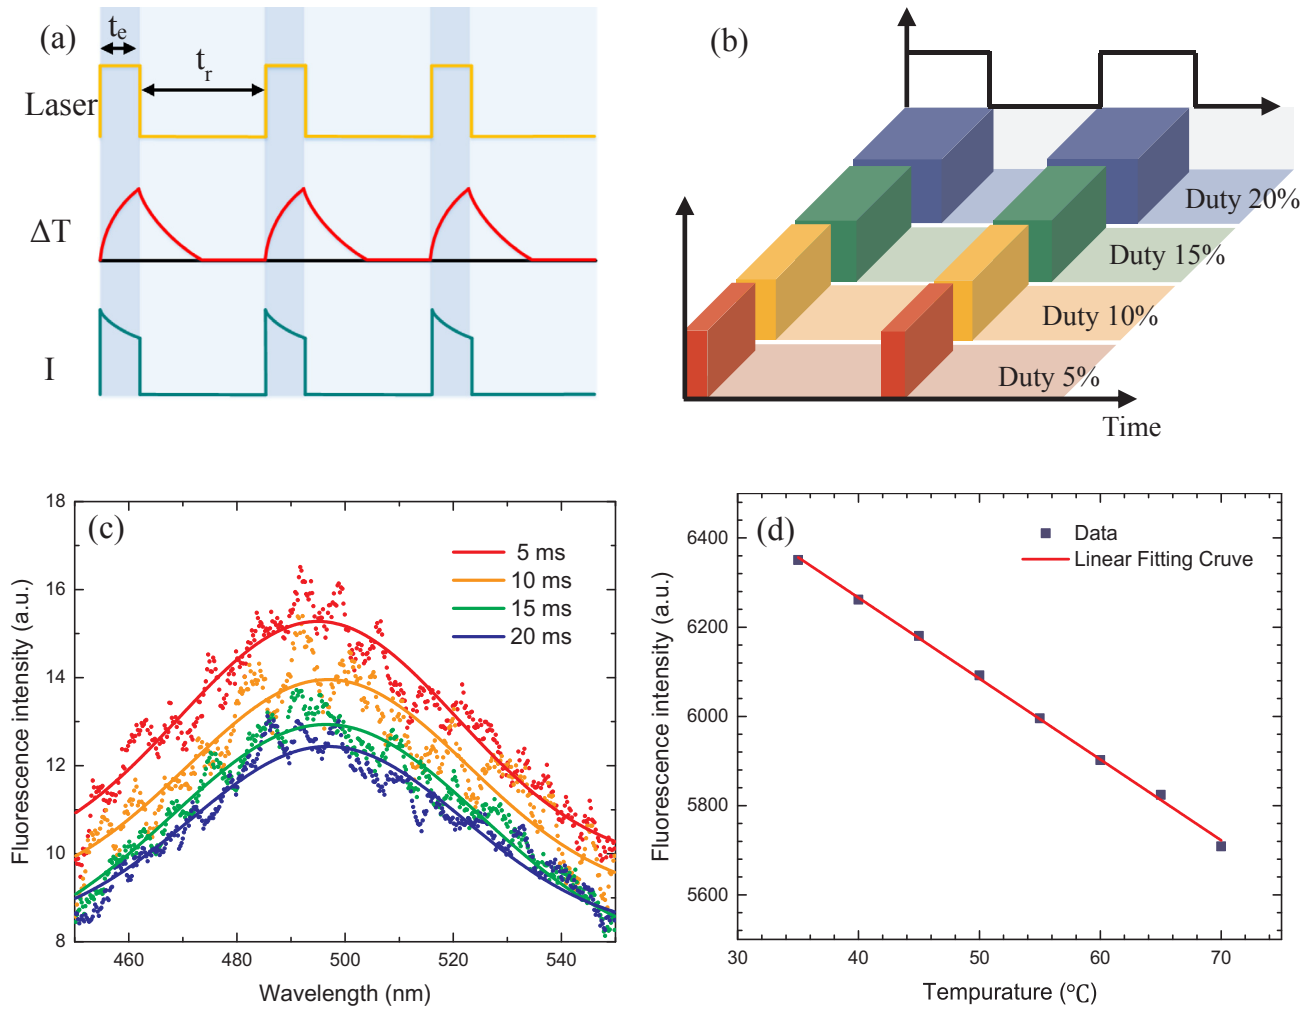 (a)
t_e
t_r
Laser
ΔT
I
(b)
Duty 20%
Duty 15%
Duty 10%
Duty 5%
Time
(c)
5 ms
10 ms
15 ms
20 ms
18
16
14
12
10
8
460
480
500
520
540
Fluorescence intensity (a.u.)
Wavelength (nm)
(d)
Data
Linear Fitting Cruve
6400
6200
6000
5800
5600
30
40
50
60
70
Fluorescence intensity (a.u.)
Tempurature (°C)